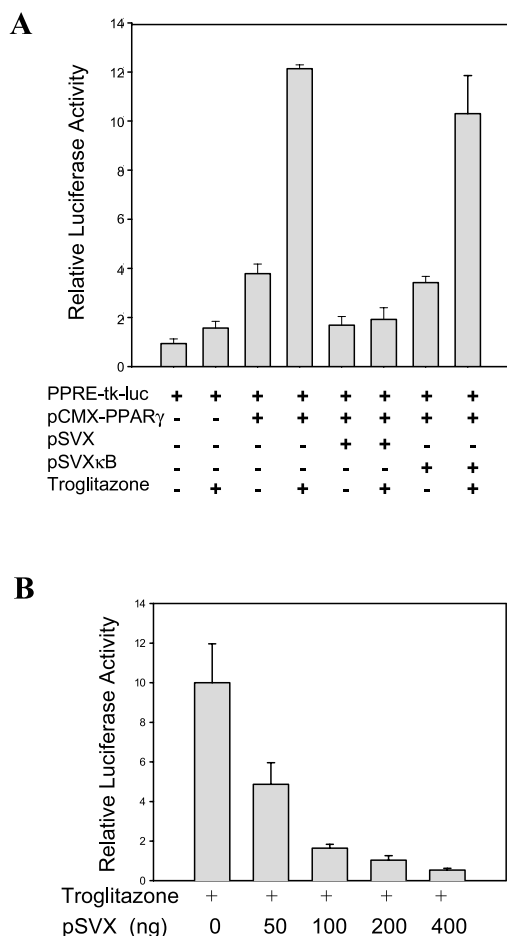 A
Relative Luciferase Activity
14
12
10
8
6
4
2
0
PPRE-tk-luc + + + + + + + +
pCMX-PPARγ - - + + + + + +
pSVX - - - - + + - -
pSVXκB - - - - - - + +
Troglitazone - + - + - + - +
B
Relative Luciferase Activity
14
12
10
8
6
4
2
0
Troglitazone + + + + +
pSVX (ng) 0 50 100 200 400